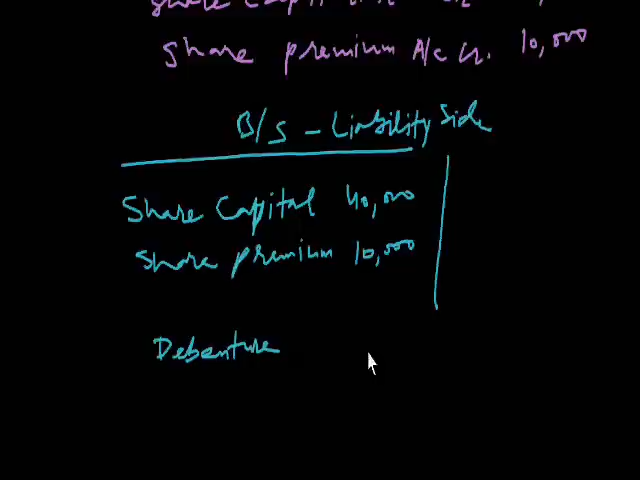 share premium A/c Cr. 10,000
B/S - Liability Side
Share Capital 40,000
Share premium 10,000
Debenture